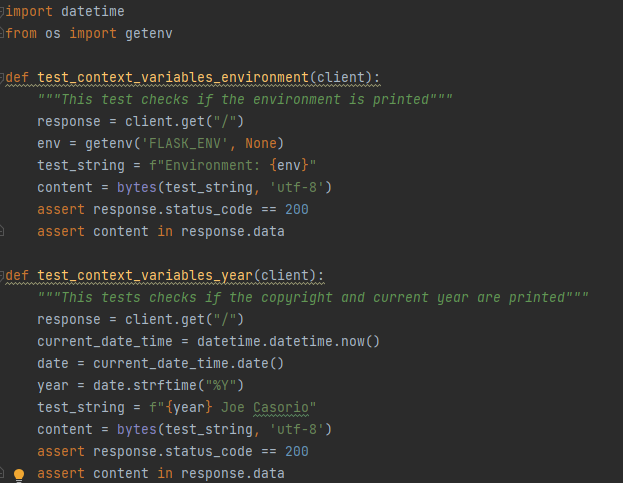 import datetime
from os import getenv
def test_context_variables_environment(client):
"""This test checks if the environment is printed"""
response = client.get("/")
env = getenv('FLASK_ENV', None)
test_string = f"Environment: {env}"
content = bytes(test_string, 'utf-8')
assert response.status_code == 200
assert content in response.data
def test_context_variables_year(client):
"""This tests checks if the copyright and current year are printed"""
response = client.get("/")
current_date_time = datetime.datetime.now()
date = current_date_time.date()
year = date.strftime("%Y")
test_string = f"{year} Joe Casorio"
content = bytes(test_string, 'utf-8')
assert response.status_code == 200
assert content in response.data